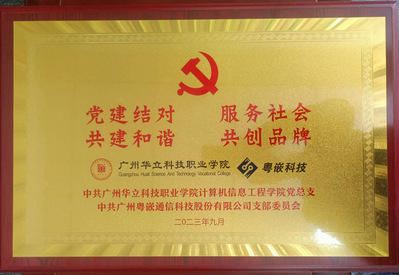 党建结对 服务社会
共建和谐 共创品牌
广州华立科技职业学院 粤嵌科技
Guangzhou Huali Science And Technology Vocational College
中共广州华立科技职业学院计算机信息工程学院党总支
中共广州粤嵌通信科技股份有限公司支部委员会
二〇二三年九月